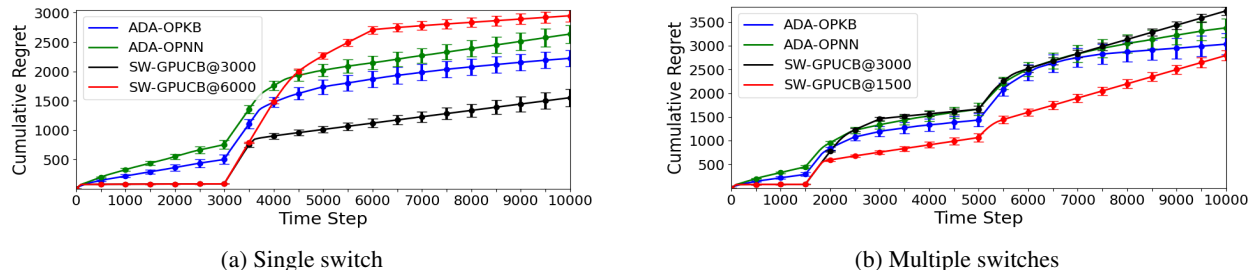 Cumulative Regret
3000
2500
2000
1500
1000
500
ADA-OPKB
ADA-OPNN
SW-GPUCB@3000
SW-GPUCB@6000
0 1000 2000 3000 4000 5000 6000 7000 8000 9000 10000
Time Step
(a) Single switch
Cumulative Regret
3500
3000
2500
2000
1500
1000
500
ADA-OPKB
ADA-OPNN
SW-GPUCB@3000
SW-GPUCB@1500
0 1000 2000 3000 4000 5000 6000 7000 8000 9000 10000
Time Step
(b) Multiple switches